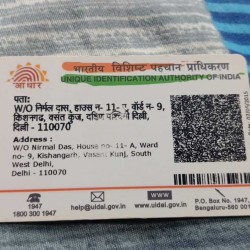 भारतीय विशिष्ट पहचान प्राधिकरण
UNIQUE IDENTIFICATION AUTHORITY OF INDIA
आधार
पता:
W/O निर्मल दास, हाउस न- 11- ए, वॉर्ड न- 9,
किशनगढ़, वसंत कुंज, दक्षिण पश्चिमी दिल्ली,
दिल्ली - 110070
Address :
W/O Nirmal Das, House no- 11- A, Ward
no- 9, Kishangarh, Vasant Kunj, South
West Delhi,
Delhi - 110070
1947
1800 300 1947
help@uidai.gov.in
www.uidai.gov.in
P.O. Box No. 1947,
Bengaluru-560 001